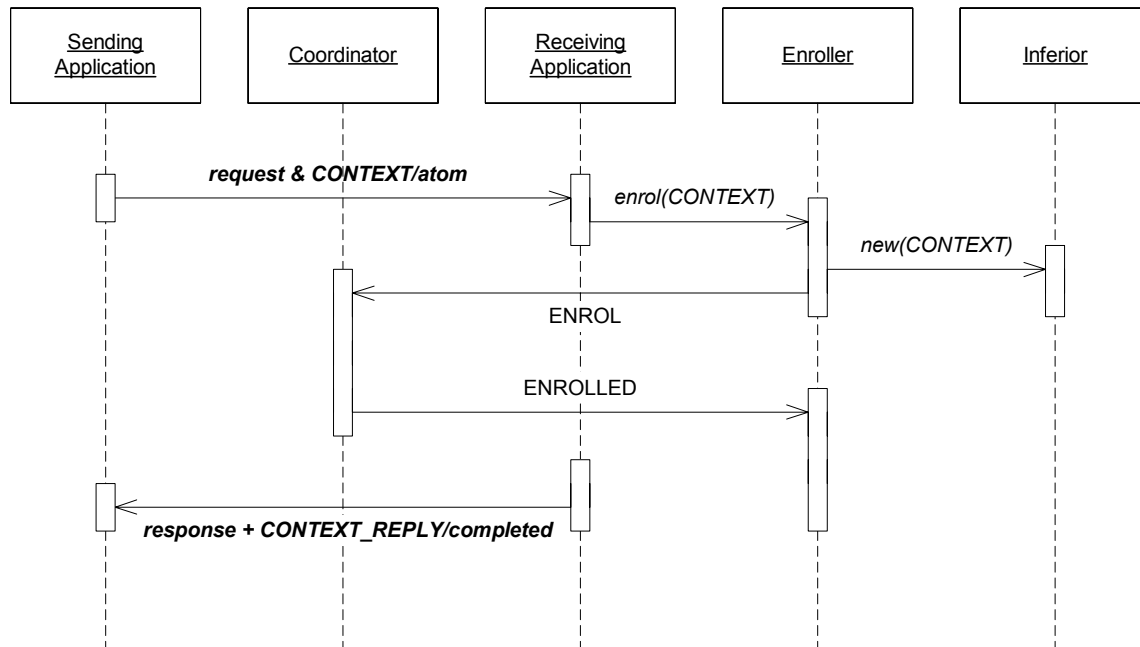 Sending
Application
Coordinator
Receiving
Application
Enroller
Inferior
request & CONTEXT/atom
enrol(CONTEXT)
new(CONTEXT)
ENROL
ENROLLED
response + CONTEXT_REPLY/completed